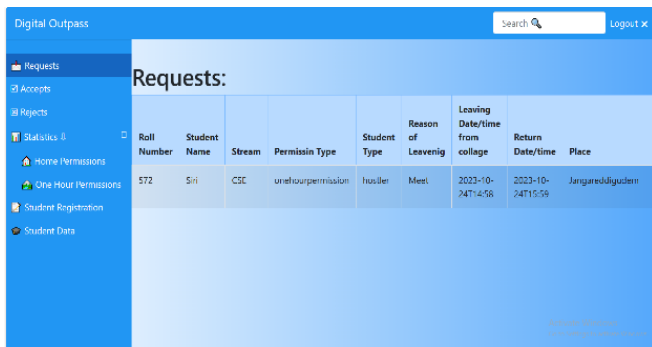 Digital Outpass
Search
Logout ×
Requests
Accepts
Rejects
Statistics
Home Permissions
One Hour Permissions
Student Registration
Student Data
Requests:
Roll Number Student Name Stream Permissin Type Student Type Reason of Leavenig Leaving Date/time from collage Return Date/time Place
572 Siri CSE onehourpermission hustler Meet 2023-10-24T14:58 2023-10-24T15:59 Jangareddigudem